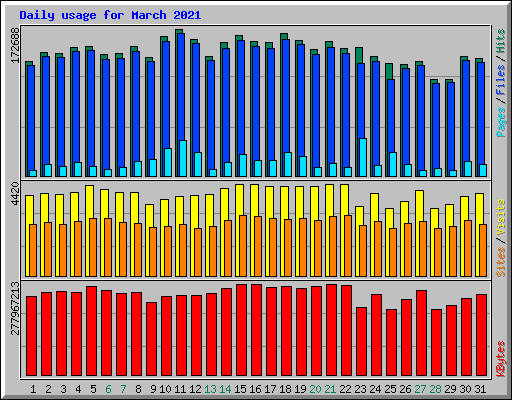 Daily usage for March 2021
172688
Pages / Files / Hits
4420
Sites / Visits
277967213
KBytes
1 2 3 4 5 6 7 8 9 10 11 12 13 14 15 16 17 18 19 20 21 22 23 24 25 26 27 28 29 30 31